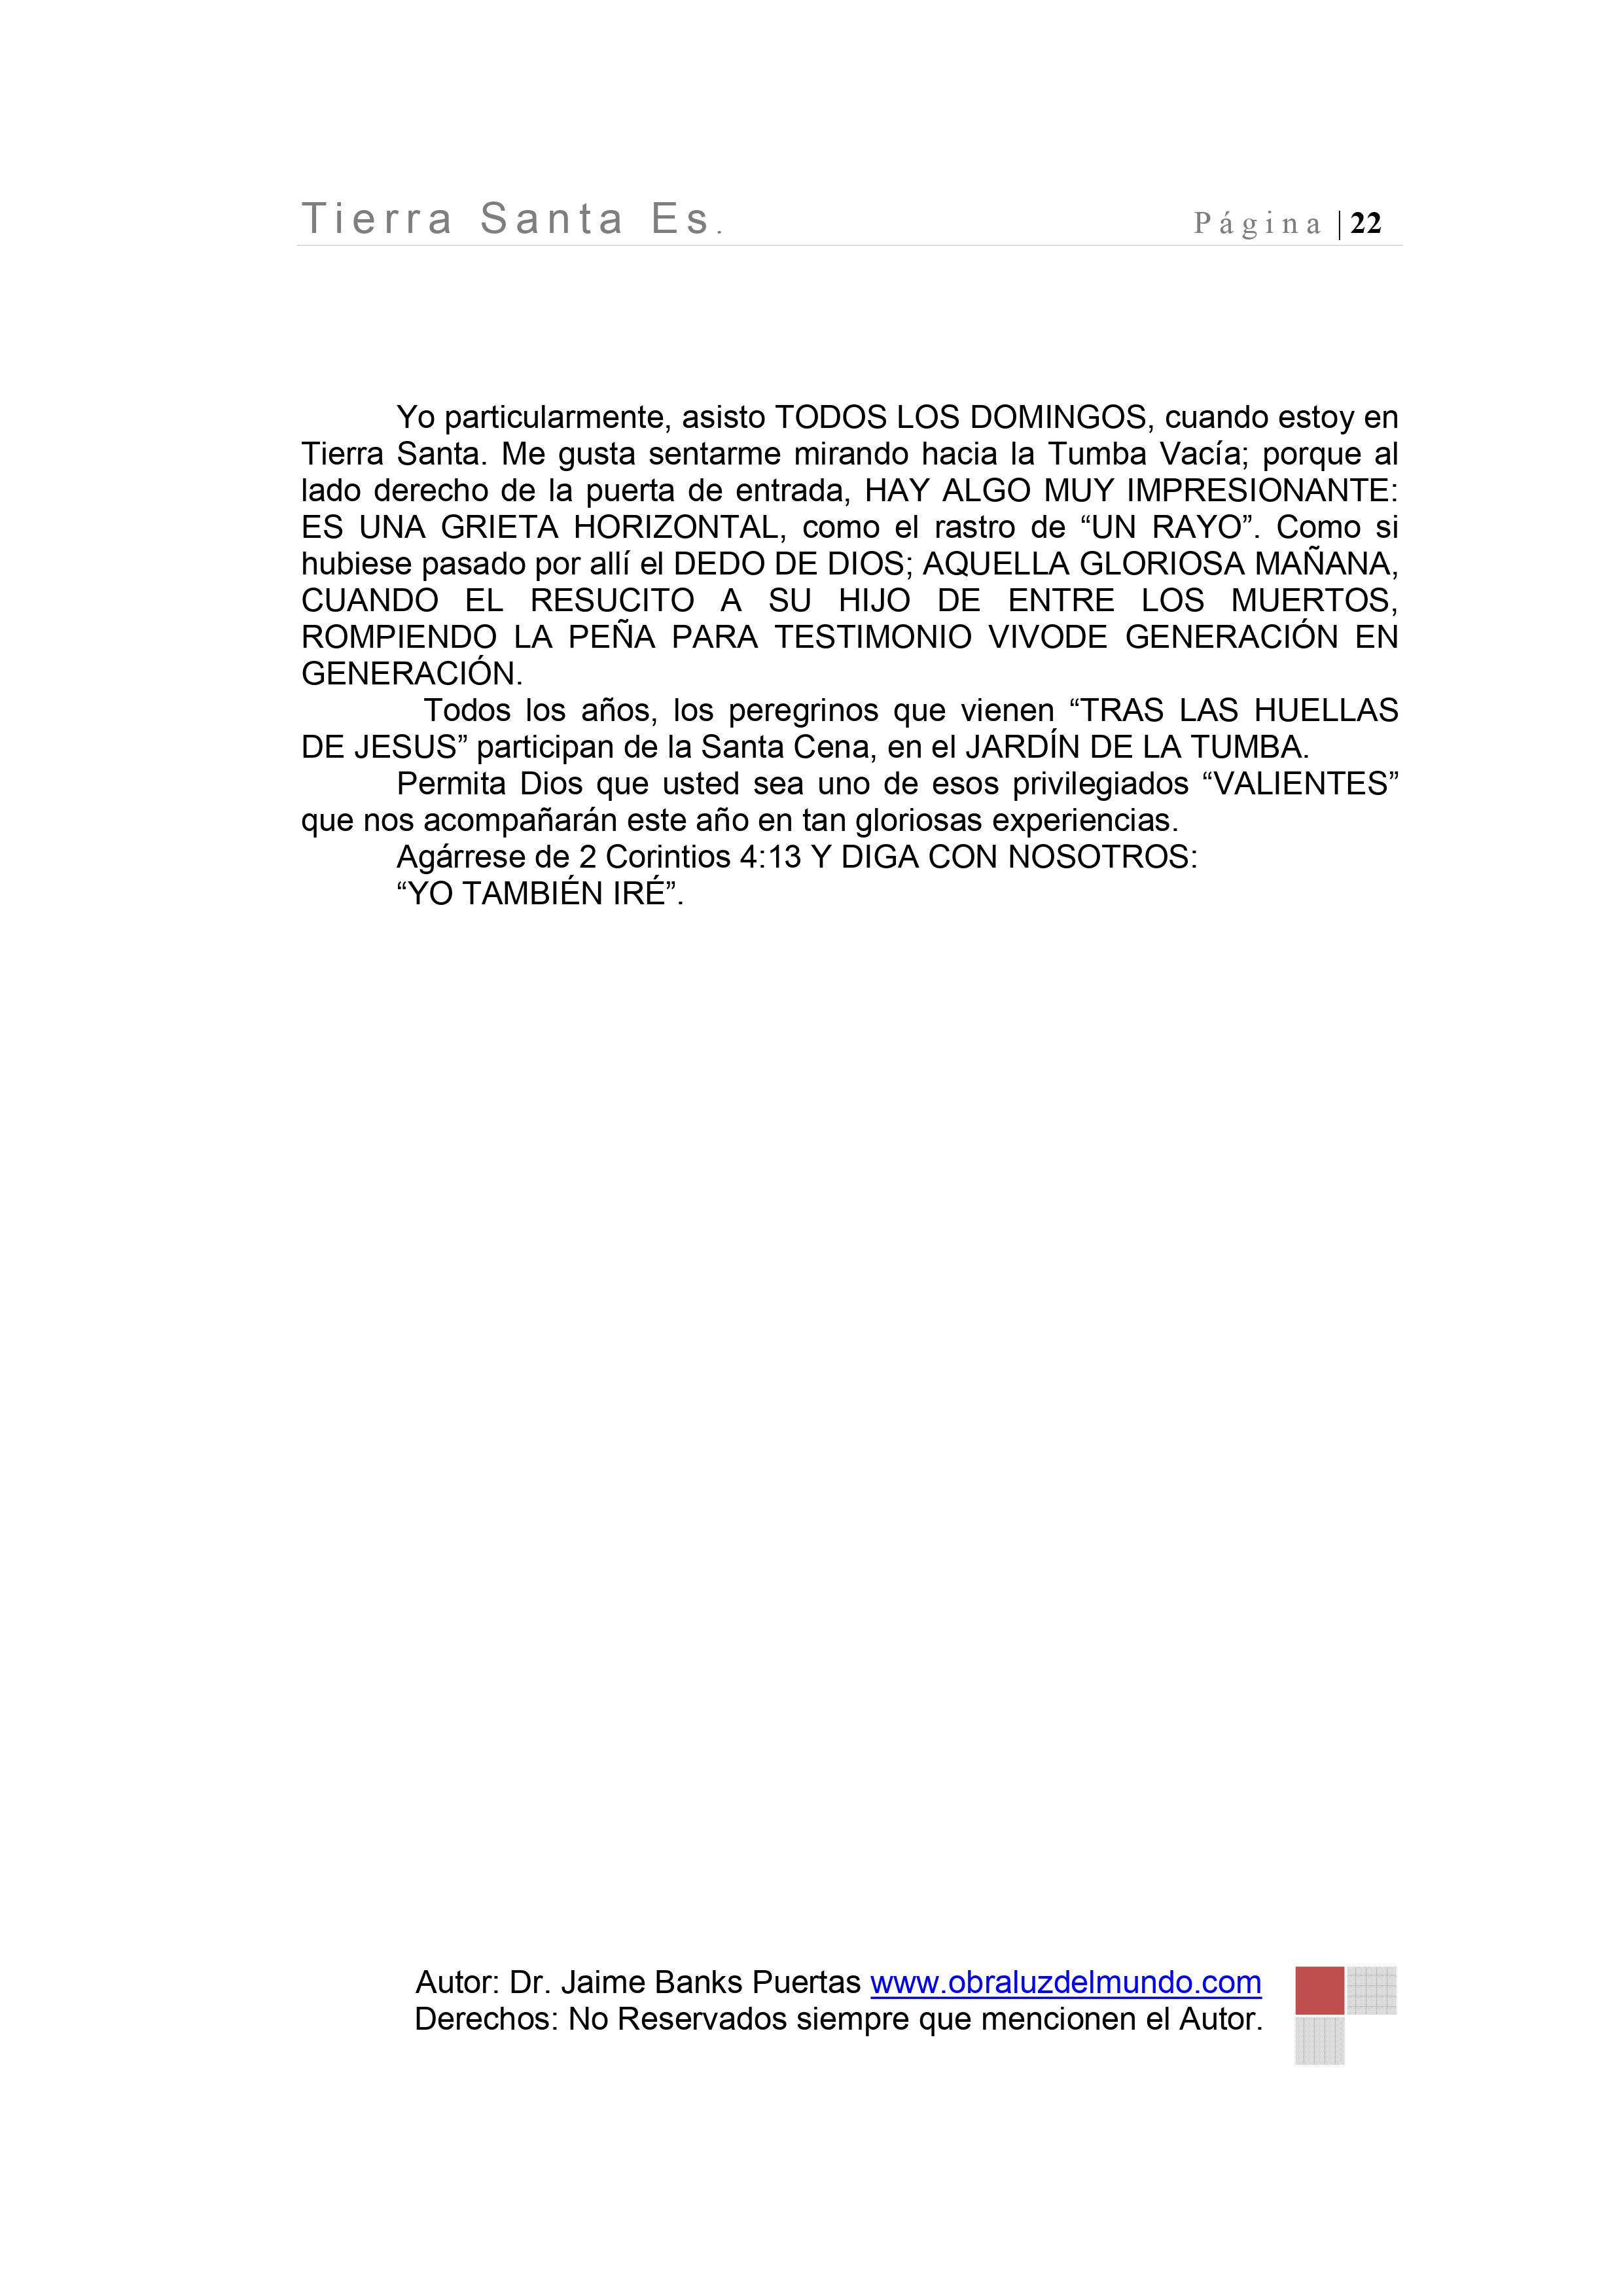 Tierra Santa Es.
Página | 22
Yo particularmente, asisto TODOS LOS DOMINGOS, cuando estoy en
Tierra Santa. Me gusta sentarme mirando hacia la Tumba Vacía; porque al
lado derecho de la puerta de entrada, HAY ALGO MUY IMPRESIONANTE:
ES UNA GRIETA HORIZONTAL, como el rastro de “UN RAYO”. Como si
hubiese pasado por allí el DEDO DE DIOS; AQUELLA GLORIOSA MAÑANA,
CUANDO EL RESUCITO A SU HIJO DE ENTRE LOS MUERTOS,
ROMPIENDO LA PEÑA PARA TESTIMONIO VIVODE GENERACIÓN EN
GENERACIÓN.
Todos los años, los peregrinos que vienen “TRAS LAS HUELLAS
DE JESUS” participan de la Santa Cena, en el JARDÍN DE LA TUMBA.
Permita Dios que usted sea uno de esos privilegiados “VALIENTES”
que nos acompañarán este año en tan gloriosas experiencias.
Agárrese de 2 Corintios 4:13 Y DIGA CON NOSOTROS:
“YO TAMBIÉN IRÉ”.
Autor: Dr. Jaime Banks Puertas www.obraluzdelmundo.com
Derechos: No Reservados siempre que mencionen el Autor.